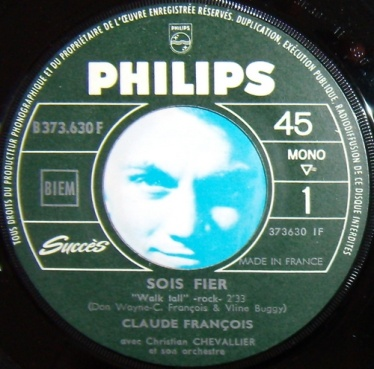 TOUS DROITS DU PRODUCTEUR PHONOGRAPHIQUE ET DU PROPRIÉTAIRE DE L'ŒUVRE ENREGISTRÉE RÉSERVÉS. DUPLICATION, EXÉCUTION PUBLIQUE, RADIODIFFUSION DE CE DISQUE INTERDITES
PHILIPS
PHILIPS
B 373.630 F
45
MONO
BIEM
1
373630 1F
Succès
MADE IN FRANCE
SOIS FIER
"Walk tall" -rock- 2'33
(Don Wayne-C. François & Vline Buggy)
CLAUDE FRANÇOIS
avec Christian CHEVALLIER
et son orchestre